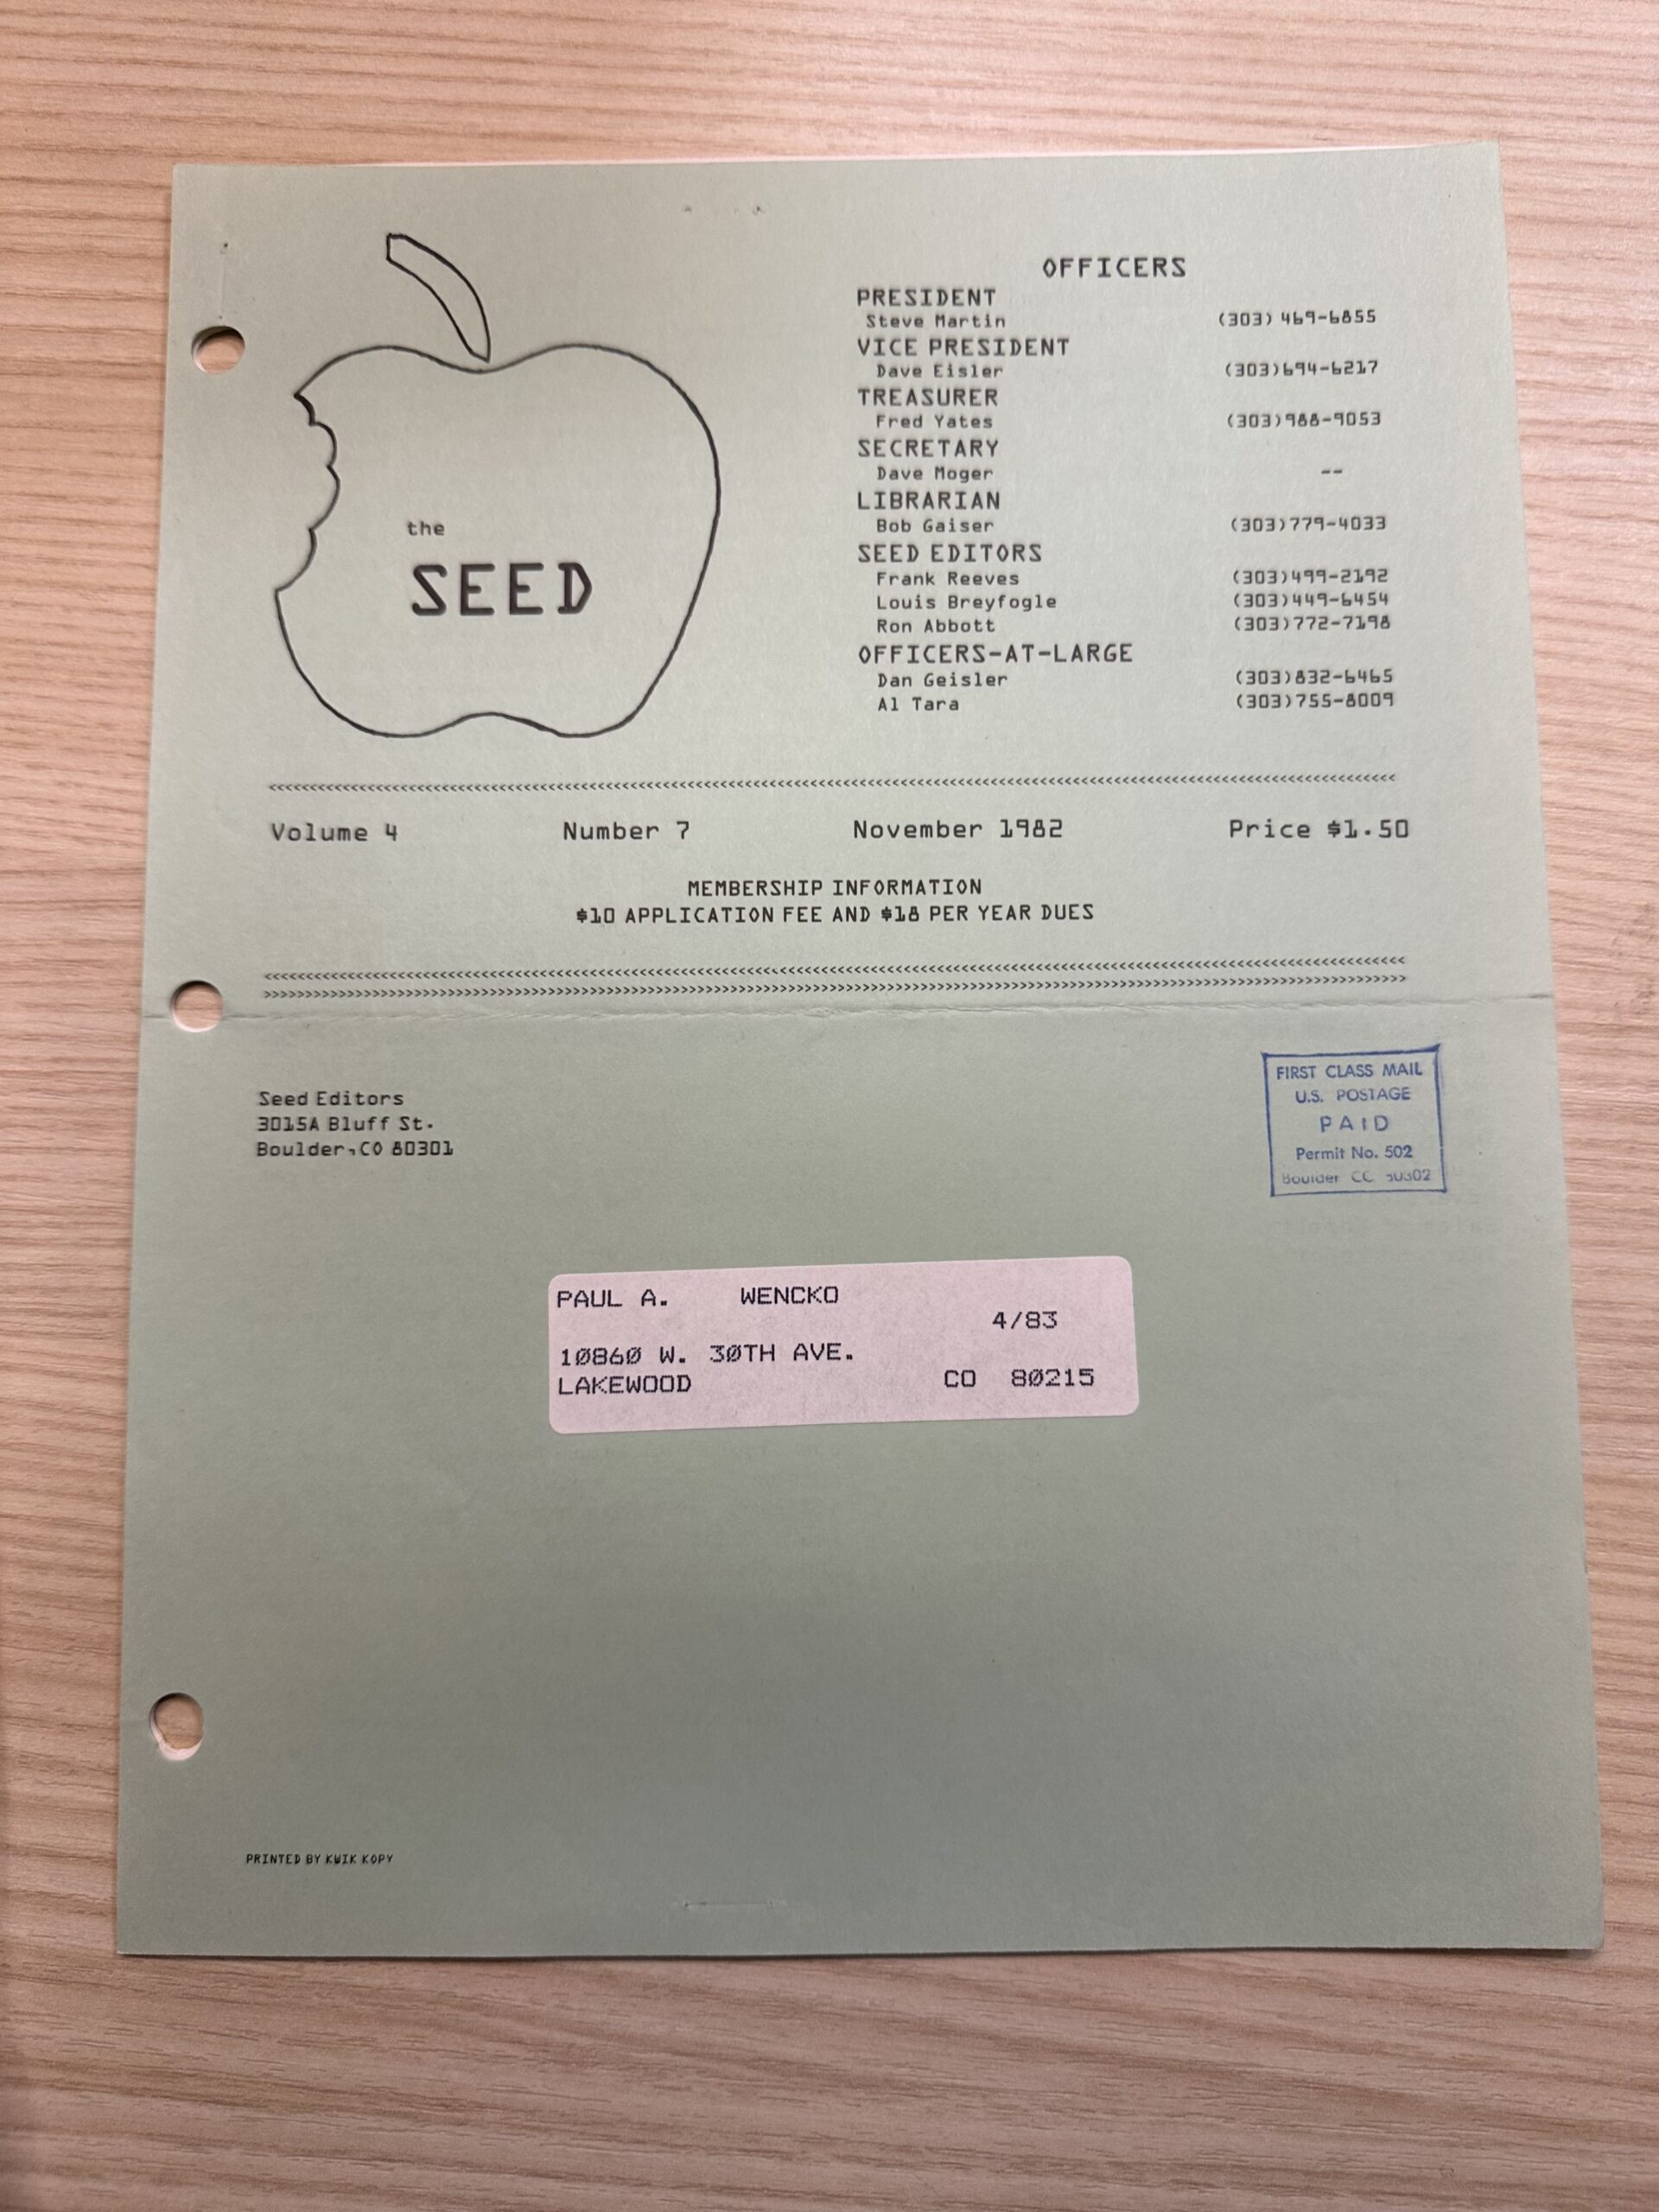 the
SEED
OFFICERS
PRESIDENT
Steve Martin (303) 469-6855
VICE PRESIDENT
Dave Eisler (303)694-6217
TREASURER
Fred Yates (303)988-9053
SECRETARY
Dave Moger --
LIBRARIAN
Bob Gaiser (303)779-4033
SEED EDITORS
Frank Reeves (303)499-2192
Louis Breyfogle (303)449-6454
Ron Abbott (303)772-7198
OFFICERS-AT-LARGE
Dan Geisler (303)832-6465
Al Tara (303)755-8009
Volume 4 Number 7 November 1982 Price $1.50
MEMBERSHIP INFORMATION
$10 APPLICATION FEE AND $18 PER YEAR DUES
Seed Editors
3015A Bluff St.
Boulder,CO 80301
FIRST CLASS MAIL
U.S. POSTAGE
PAID
Permit No. 502
Boulder CC 80302
PAUL A. WENCKO
4/83
10860 W. 30TH AVE.
LAKEWOOD CO 80215
PRINTED BY KWIK KOPY